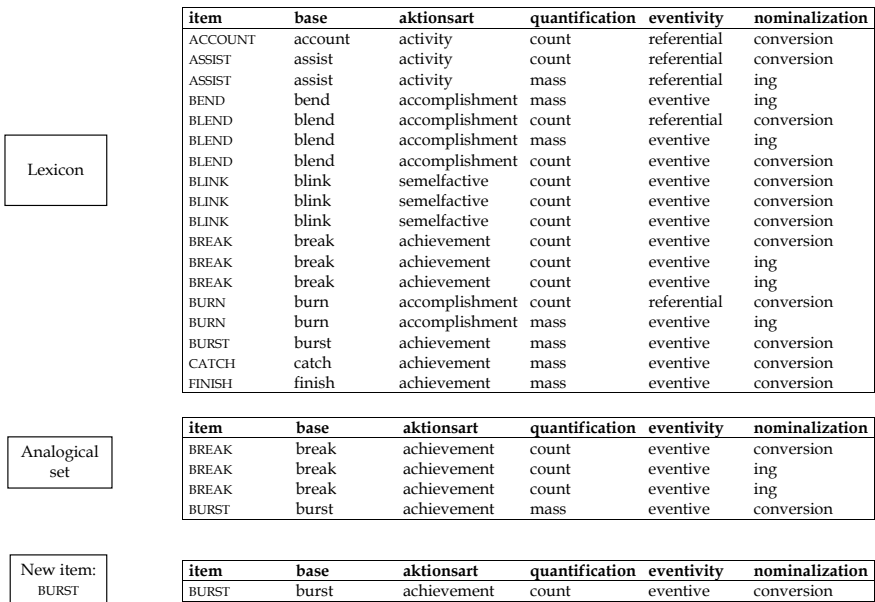 item base aktionsart quantification eventivity nominalization
ACCOUNT account activity count referential conversion
ASSIST assist activity count referential conversion
ASSIST assist activity mass referential ing
BEND bend accomplishment mass eventive ing
BLEND blend accomplishment count referential conversion
BLEND blend accomplishment mass eventive ing
BLEND blend accomplishment count eventive conversion
BLINK blink semelfactive count eventive conversion
BLINK blink semelfactive count eventive conversion
BLINK blink semelfactive count eventive conversion
BREAK break achievement count eventive conversion
BREAK break achievement count eventive ing
BREAK break achievement count eventive ing
BURN burn accomplishment count referential conversion
BURN burn accomplishment mass eventive ing
BURST burst achievement mass eventive conversion
CATCH catch achievement mass eventive conversion
FINISH finish achievement mass eventive conversion
Lexicon
item base aktionsart quantification eventivity nominalization
BREAK break achievement count eventive conversion
BREAK break achievement count eventive ing
BREAK break achievement count eventive ing
BURST burst achievement mass eventive conversion
Analogical
set
New item:
BURST
item base aktionsart quantification eventivity nominalization
BURST burst achievement count eventive conversion